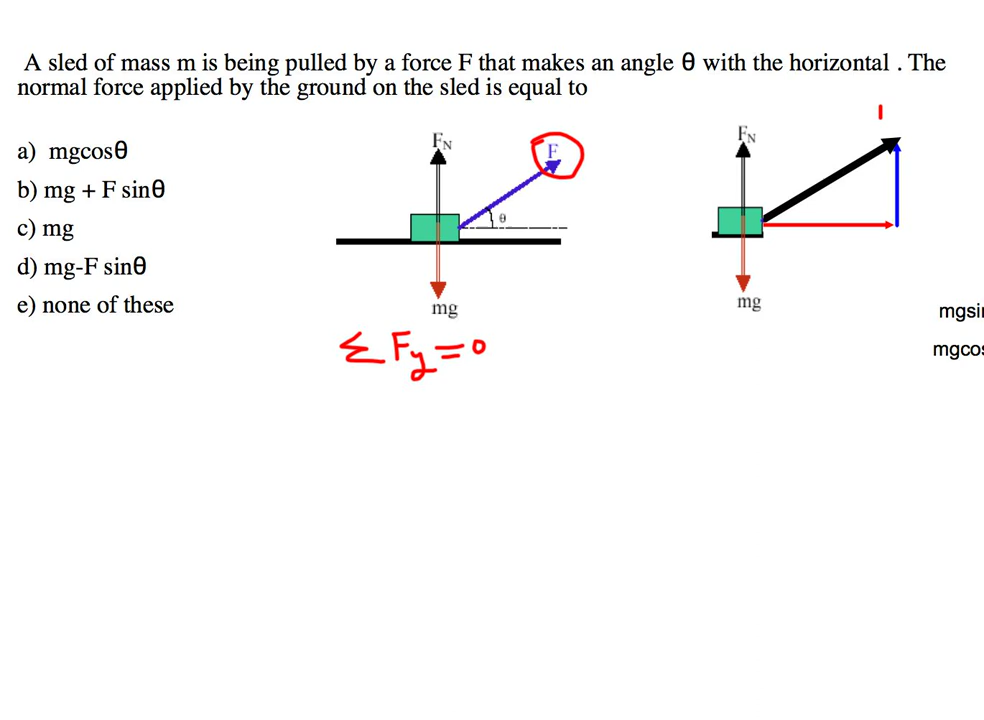 A sled of mass m is being pulled by a force F that makes an angle θ with the horizontal . The
normal force applied by the ground on the sled is equal to
a) mgcosθ
b) mg + F sinθ
c) mg
d) mg-F sinθ
e) none of these
FN
F
θ
mg
FN
mg
ΣFy=0
mgsin
mgcos